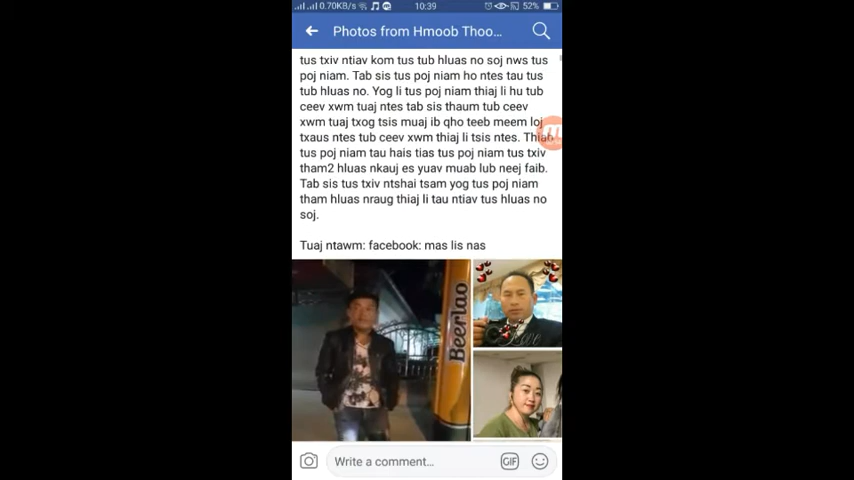 0.70KB/s 10:39 52%
Photos from Hmoob Thoo...
tus txiv ntiav kom tus tub hluas no soj nws tus
poj niam. Tab sis tus poj niam ho ntes tau tus
tub hluas no. Yog li tus poj niam thiaj li hu tub
ceev xwm tuaj ntes tab sis thaum tub ceev
xwm tuaj txog tsis muaj ib qho teeb meem loj
txaus ntes tub ceev xwm thiaj li tsis ntes. Thiab
tus poj niam tau hais tias tus poj niam tus txiv
tham2 hluas nkauj es yuav muab lub neej faib.
Tab sis tus txiv ntshai tsam yog tus poj niam
tham hluas nraug thiaj li tau ntiav tus hluas no
soj.
Tuaj ntawm: facebook: mas lis nas
Beerlao
Write a comment...
GIF